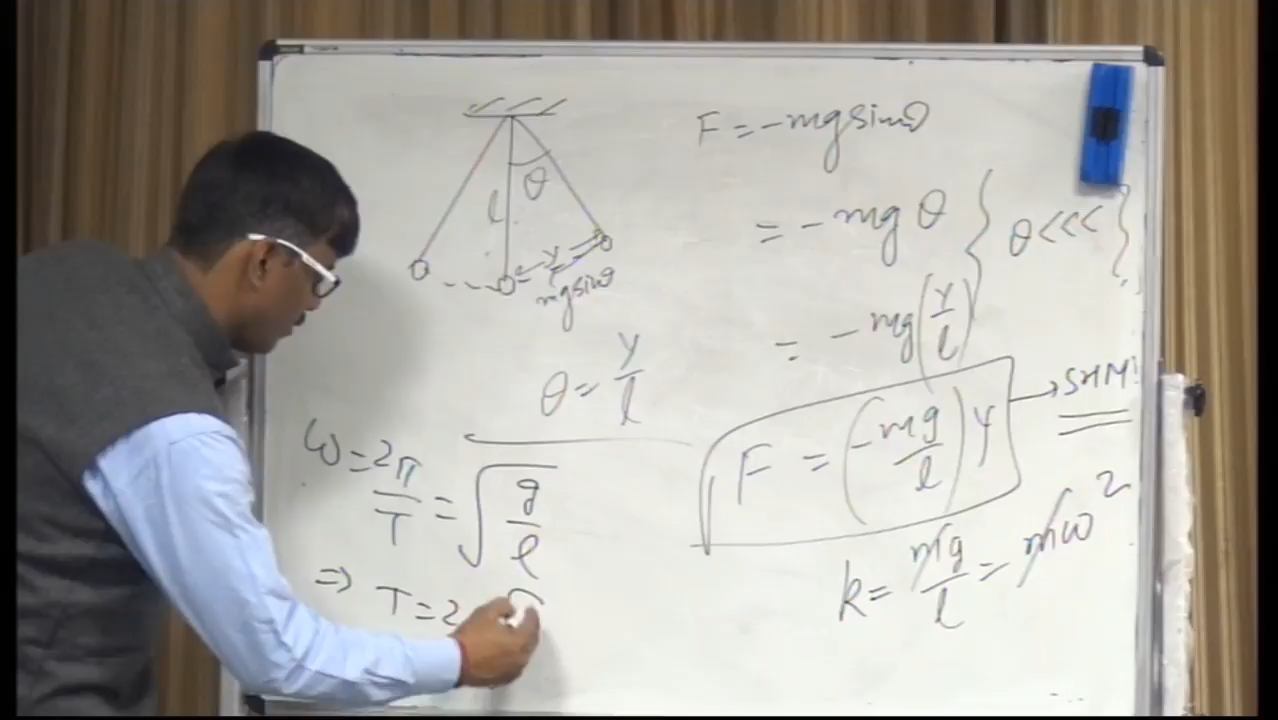 F = -mg sinθ
= -mg θ { θ<<< }
= -mg(y/l)
θ
l
y
mg sinθ
θ = y/l
F = (-mg/l) y → SHM!
ω = 2π/T = √(g/l)
k = mg/l = mω²
⇒ T = 2